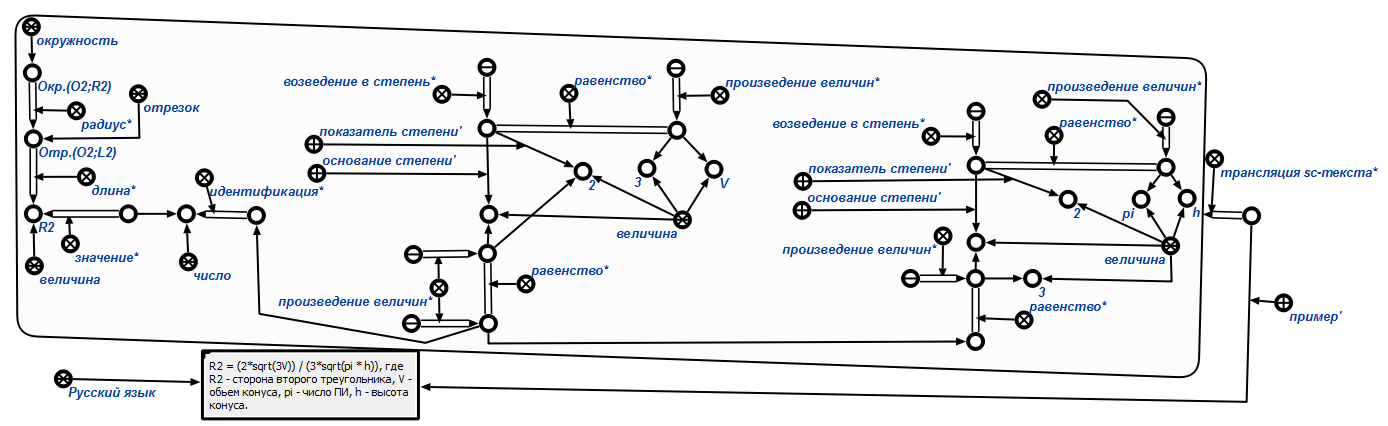 окружность
Окр.(O2;R2)
радиус*
отрезок
Отр.(O2;L2)
длина*
идентификация*
R2
значение*
величина
число
возведение в степень*
равенство*
произведение величин*
показатель степени'
основание степени'
2
3
V
величина
равенство*
произведение величин*
произведение величин*
возведение в степень*
равенство*
показатель степени'
трансляция sc-текста*
основание степени'
2
pi
h
произведение величин*
величина
3
равенство*
пример'
Русский язык
R2 = (2*sqrt(3V)) / (3*sqrt(pi * h)), где
R2 - сторона второго треугольника, V -
обьем конуса, pi - число ПИ, h - высота
конуса.